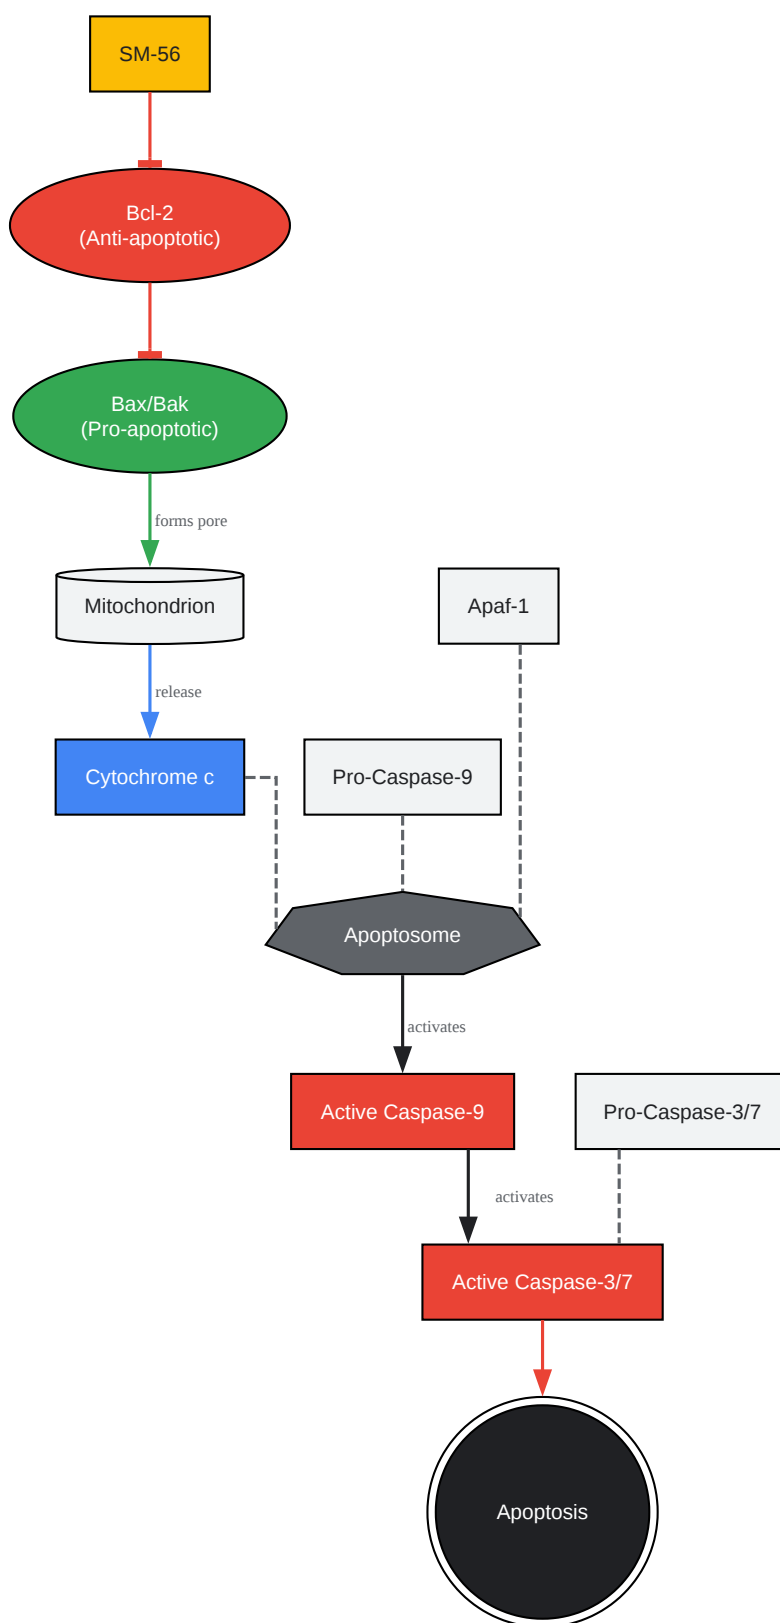 SM-56
Bcl-2
(Anti-apoptotic)
Bax/Bak
(Pro-apoptotic)
forms pore
Mitochondrion
Apaf-1
release
Cytochrome c
Pro-Caspase-9
Apoptosome
activates
Active Caspase-9
Pro-Caspase-3/7
activates
Active Caspase-3/7
Apoptosis